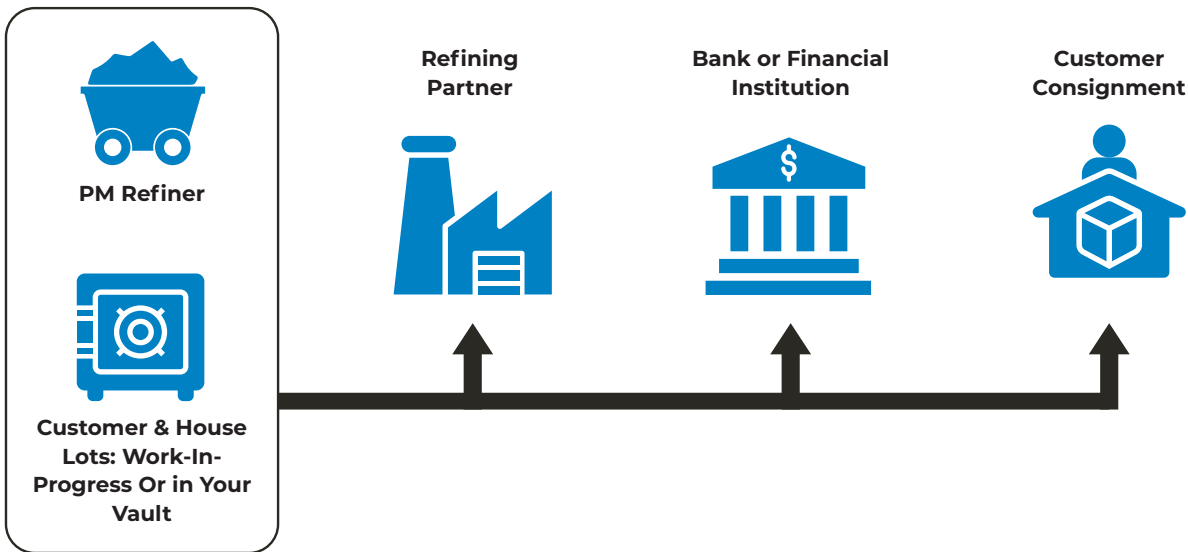 PM Refiner
Customer & House
Lots: Work-In-
Progress Or in Your
Vault
Refining
Partner
Bank or Financial
Institution
$
Customer
Consignment